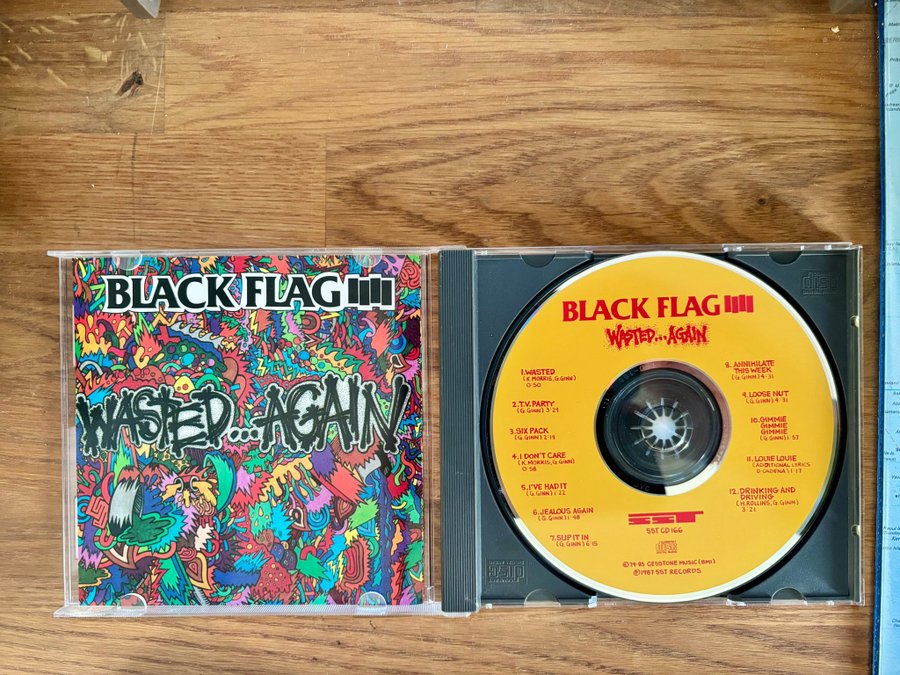 BLACK FLAG
WASTED...AGAIN
BLACK FLAG
WASTED...AGAIN
1.WASTED
(K.MORRIS,G.GINN)
0:50
2.T.V. PARTY
(G.GINN) 3:29
3.SIX PACK
(G.GINN) 2:19
4.I DON'T CARE
(K.MORRIS,G.GINN)
0:58
5.I'VE HAD IT
(G.GINN) 1:22
6.JEALOUS AGAIN
(G.GINN) 1:48
7.SLIP IT IN
(G.GINN) 6:15
8. ANNIHILATE
THIS WEEK
(G.GINN) 4:31
9.LOOSE NUT
(G.GINN) 4:31
10.GIMMIE
GIMMIE
GIMMIE
(G.GINN) 1:57
11. LOUIE LOUIE
(ADDITIONAL LYRICS
D.CADENA) 1:17
12.DRINKING AND
DRIVING
(H.ROLLINS, G.GINN)
3:21
SST
SST CD 166
℗79-85 CESSTONE MUSIC (BMI)
℗1987 SST RECORDS
disc